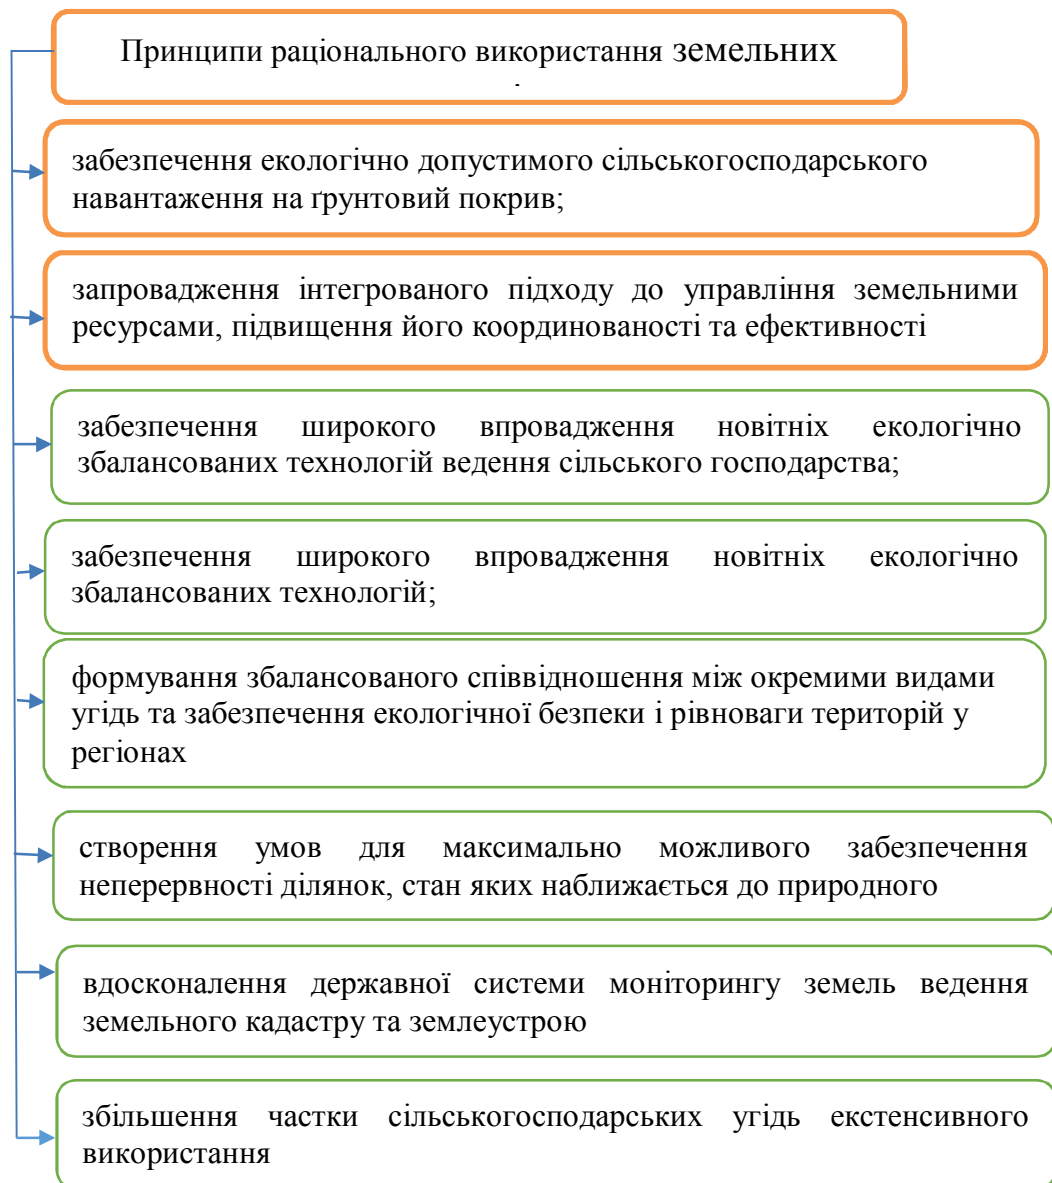 Принципи раціонального використання земельних
забезпечення екологічно допустимого сільськогосподарського
навантаження на ґрунтовий покрив;
запровадження інтегрованого підходу до управління земельними
ресурсами, підвищення його координованості та ефективності
забезпечення широкого впровадження новітніх екологічно
збалансованих технологій ведення сільського господарства;
забезпечення широкого впровадження новітніх екологічно
збалансованих технологій;
формування збалансованого співвідношення між окремими видами
угідь та забезпечення екологічної безпеки і рівноваги територій у
регіонах
створення умов для максимально можливого забезпечення
неперервності ділянок, стан яких наближається до природного
вдосконалення державної системи моніторингу земель ведення
земельного кадастру та землеустрою
збільшення частки сільськогосподарських угідь екстенсивного
використання